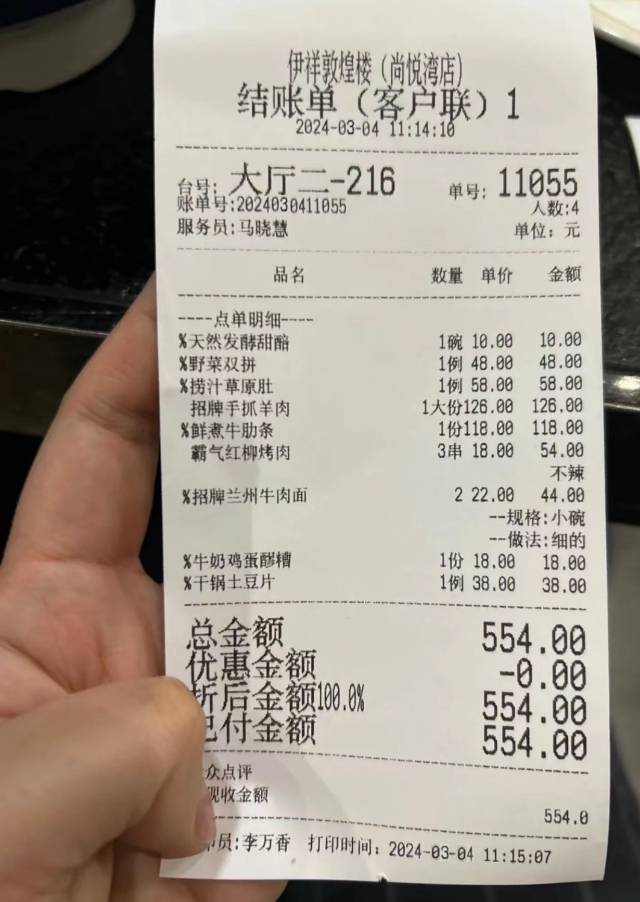 伊祥敦煌楼（尚悦湾店）
结账单（客户联）1
2024-03-04 11:14:10
台号: 大厅二-216 单号: 11055
账单号:2024030411055 人数:4
服务员:马晓慧 单位: 元
品名 数量 单价 金额
----点单明细----
%天然发酵甜醅 1碗 10.00 10.00
%野菜双拼 1例 48.00 48.00
%捞汁草原肚 1例 58.00 58.00
招牌手抓羊肉 1大份126.00 126.00
%鲜煮牛肋条 1份118.00 118.00
霸气红柳烤肉 3串 18.00 54.00
不辣
%招牌兰州牛肉面 2 22.00 44.00
--规格:小碗
--做法:细的
%牛奶鸡蛋醪糟 1份 18.00 18.00
%干锅土豆片 1例 38.00 38.00
总金额 554.00
优惠金额 -0.00
折后金额100.0% 554.00
已付金额 554.00
众点评
现收金额
554.0
员:李万香 打印时间: 2024-03-04 11:15:07